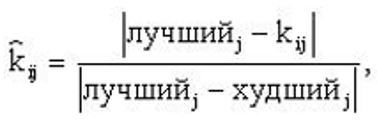 k̂ᵢⱼ = |лучшийⱼ − kᵢⱼ| / |лучшийⱼ − худшийⱼ|,